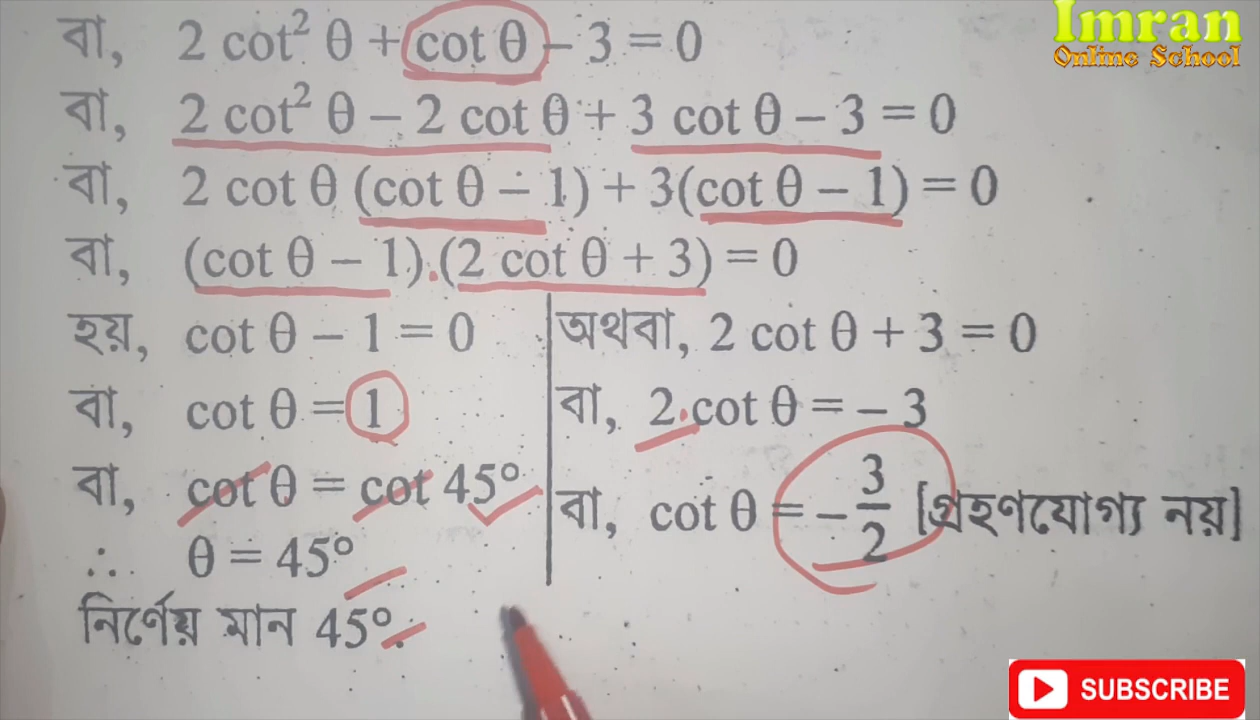 বা, 2 cot² θ + cot θ – 3 = 0
Imran
Online School
বা, 2 cot² θ – 2 cot θ + 3 cot θ – 3 = 0
বা, 2 cot θ (cot θ – 1) + 3(cot θ – 1) = 0
বা, (cot θ – 1).(2 cot θ + 3) = 0
হয়, cot θ – 1 = 0
বা, cot θ = 1
বা, cot θ = cot 45°
∴ θ = 45°
নির্ণেয় মান 45°.
অথবা, 2 cot θ + 3 = 0
বা, 2.cot θ = – 3
বা, cot θ = – 3/2 [গ্রহণযোগ্য নয়]
SUBSCRIBE